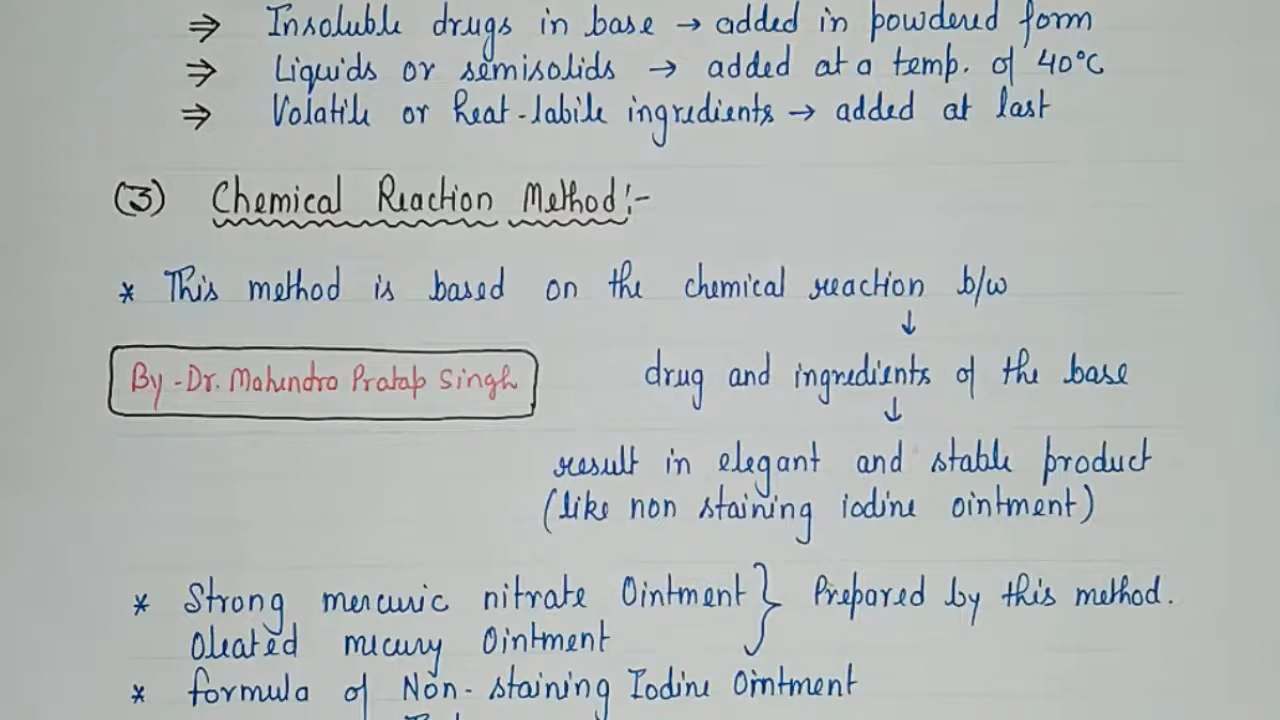 ⇒ Insoluble drugs in base → added in powdered form
⇒ Liquids or semisolids → added at a temp. of 40°C
⇒ Volatile or heat-labile ingredients → added at last
(3) Chemical Reaction Method:-
* This method is based on the chemical reaction b/w
↓
By - Dr. Mahendra Pratap Singh
drug and ingredients of the base
↓
result in elegant and stable product
(like non staining iodine ointment)
* Strong mercuric nitrate Ointment } Prepared by this method.
Oleated mecury Ointment
* formula of Non-staining Iodine Ointment